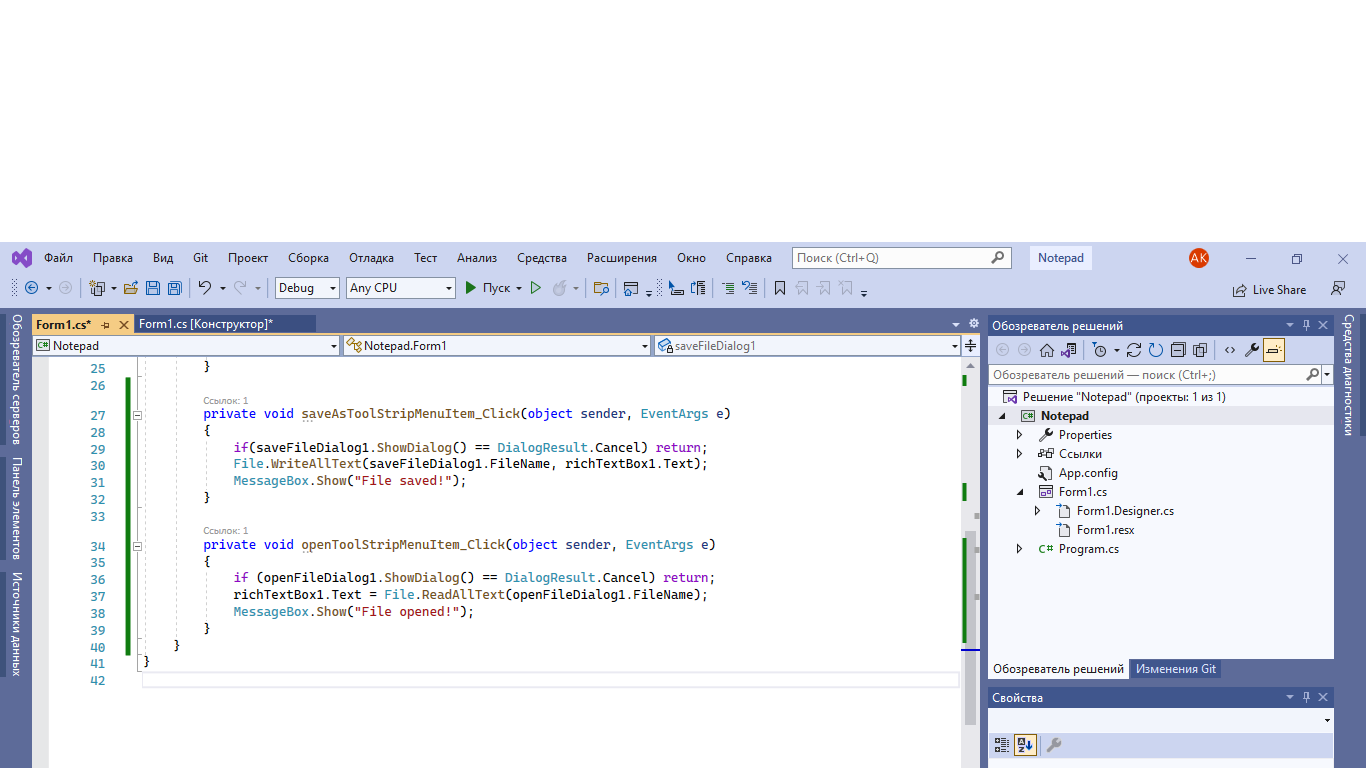 Файл Правка Вид Git Проект Сборка Отладка Тест Анализ Средства Расширения Окно Справка Поиск (Ctrl+Q) Notepad AK
Debug Any CPU Пуск Live Share
Обозреватель серверов
Панель элементов
Источники данных
Form1.cs* Form1.cs [Конструктор]*
C# Notepad Notepad.Form1 saveFileDialog1
25 }
26
Ссылок: 1
27 private void saveAsToolStripMenuItem_Click(object sender, EventArgs e)
28 {
29 if(saveFileDialog1.ShowDialog() == DialogResult.Cancel) return;
30 File.WriteAllText(saveFileDialog1.FileName, richTextBox1.Text);
31 MessageBox.Show("File saved!");
32 }
33
Ссылок: 1
34 private void openToolStripMenuItem_Click(object sender, EventArgs e)
35 {
36 if (openFileDialog1.ShowDialog() == DialogResult.Cancel) return;
37 richTextBox1.Text = File.ReadAllText(openFileDialog1.FileName);
38 MessageBox.Show("File opened!");
39 }
40 }
41 }
42
Обозреватель решений
Обозреватель решений — поиск (Ctrl+;)
Решение "Notepad" (проекты: 1 из 1)
C# Notepad
Properties
Ссылки
App.config
Form1.cs
Form1.Designer.cs
Form1.resx
C# Program.cs
Обозреватель решений Изменения Git
Свойства
Средства диагностики